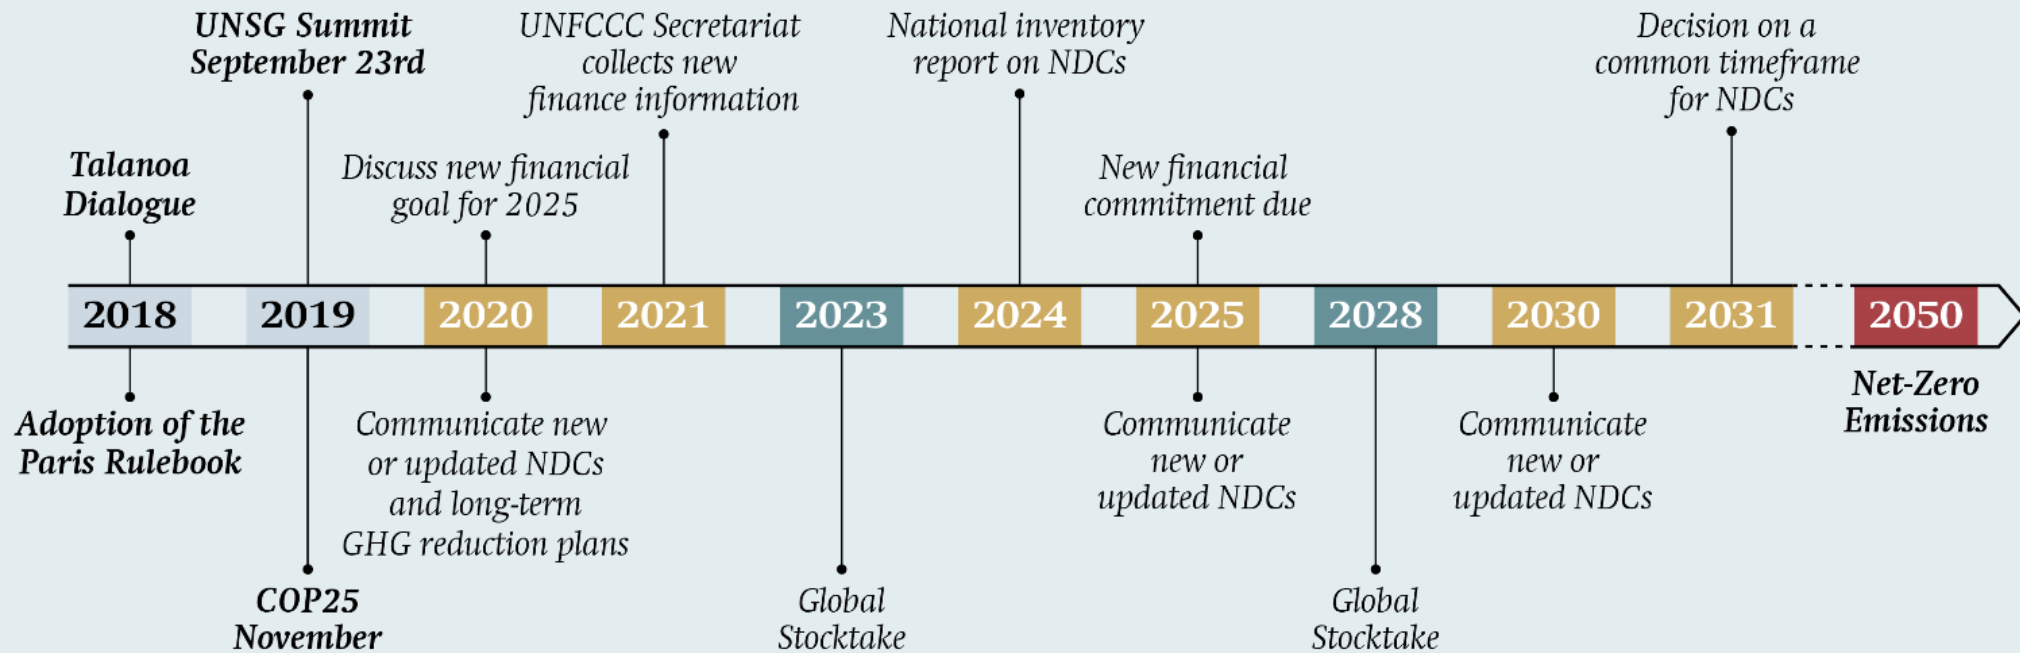 UNSG Summit
September 23rd
UNFCCC Secretariat
collects new
finance information
National inventory
report on NDCs
Decision on a
common timeframe
for NDCs
Talanoa
Dialogue
Discuss new financial
goal for 2025
New financial
commitment due
2018
2019
2020
2021
2023
2024
2025
2028
2030
2031
2050
Adoption of the
Paris Rulebook
Communicate new
or updated NDCs
and long-term
GHG reduction plans
Communicate
new or
updated NDCs
Communicate
new or
updated NDCs
Net-Zero
Emissions
COP25
November
Global
Stocktake
Global
Stocktake